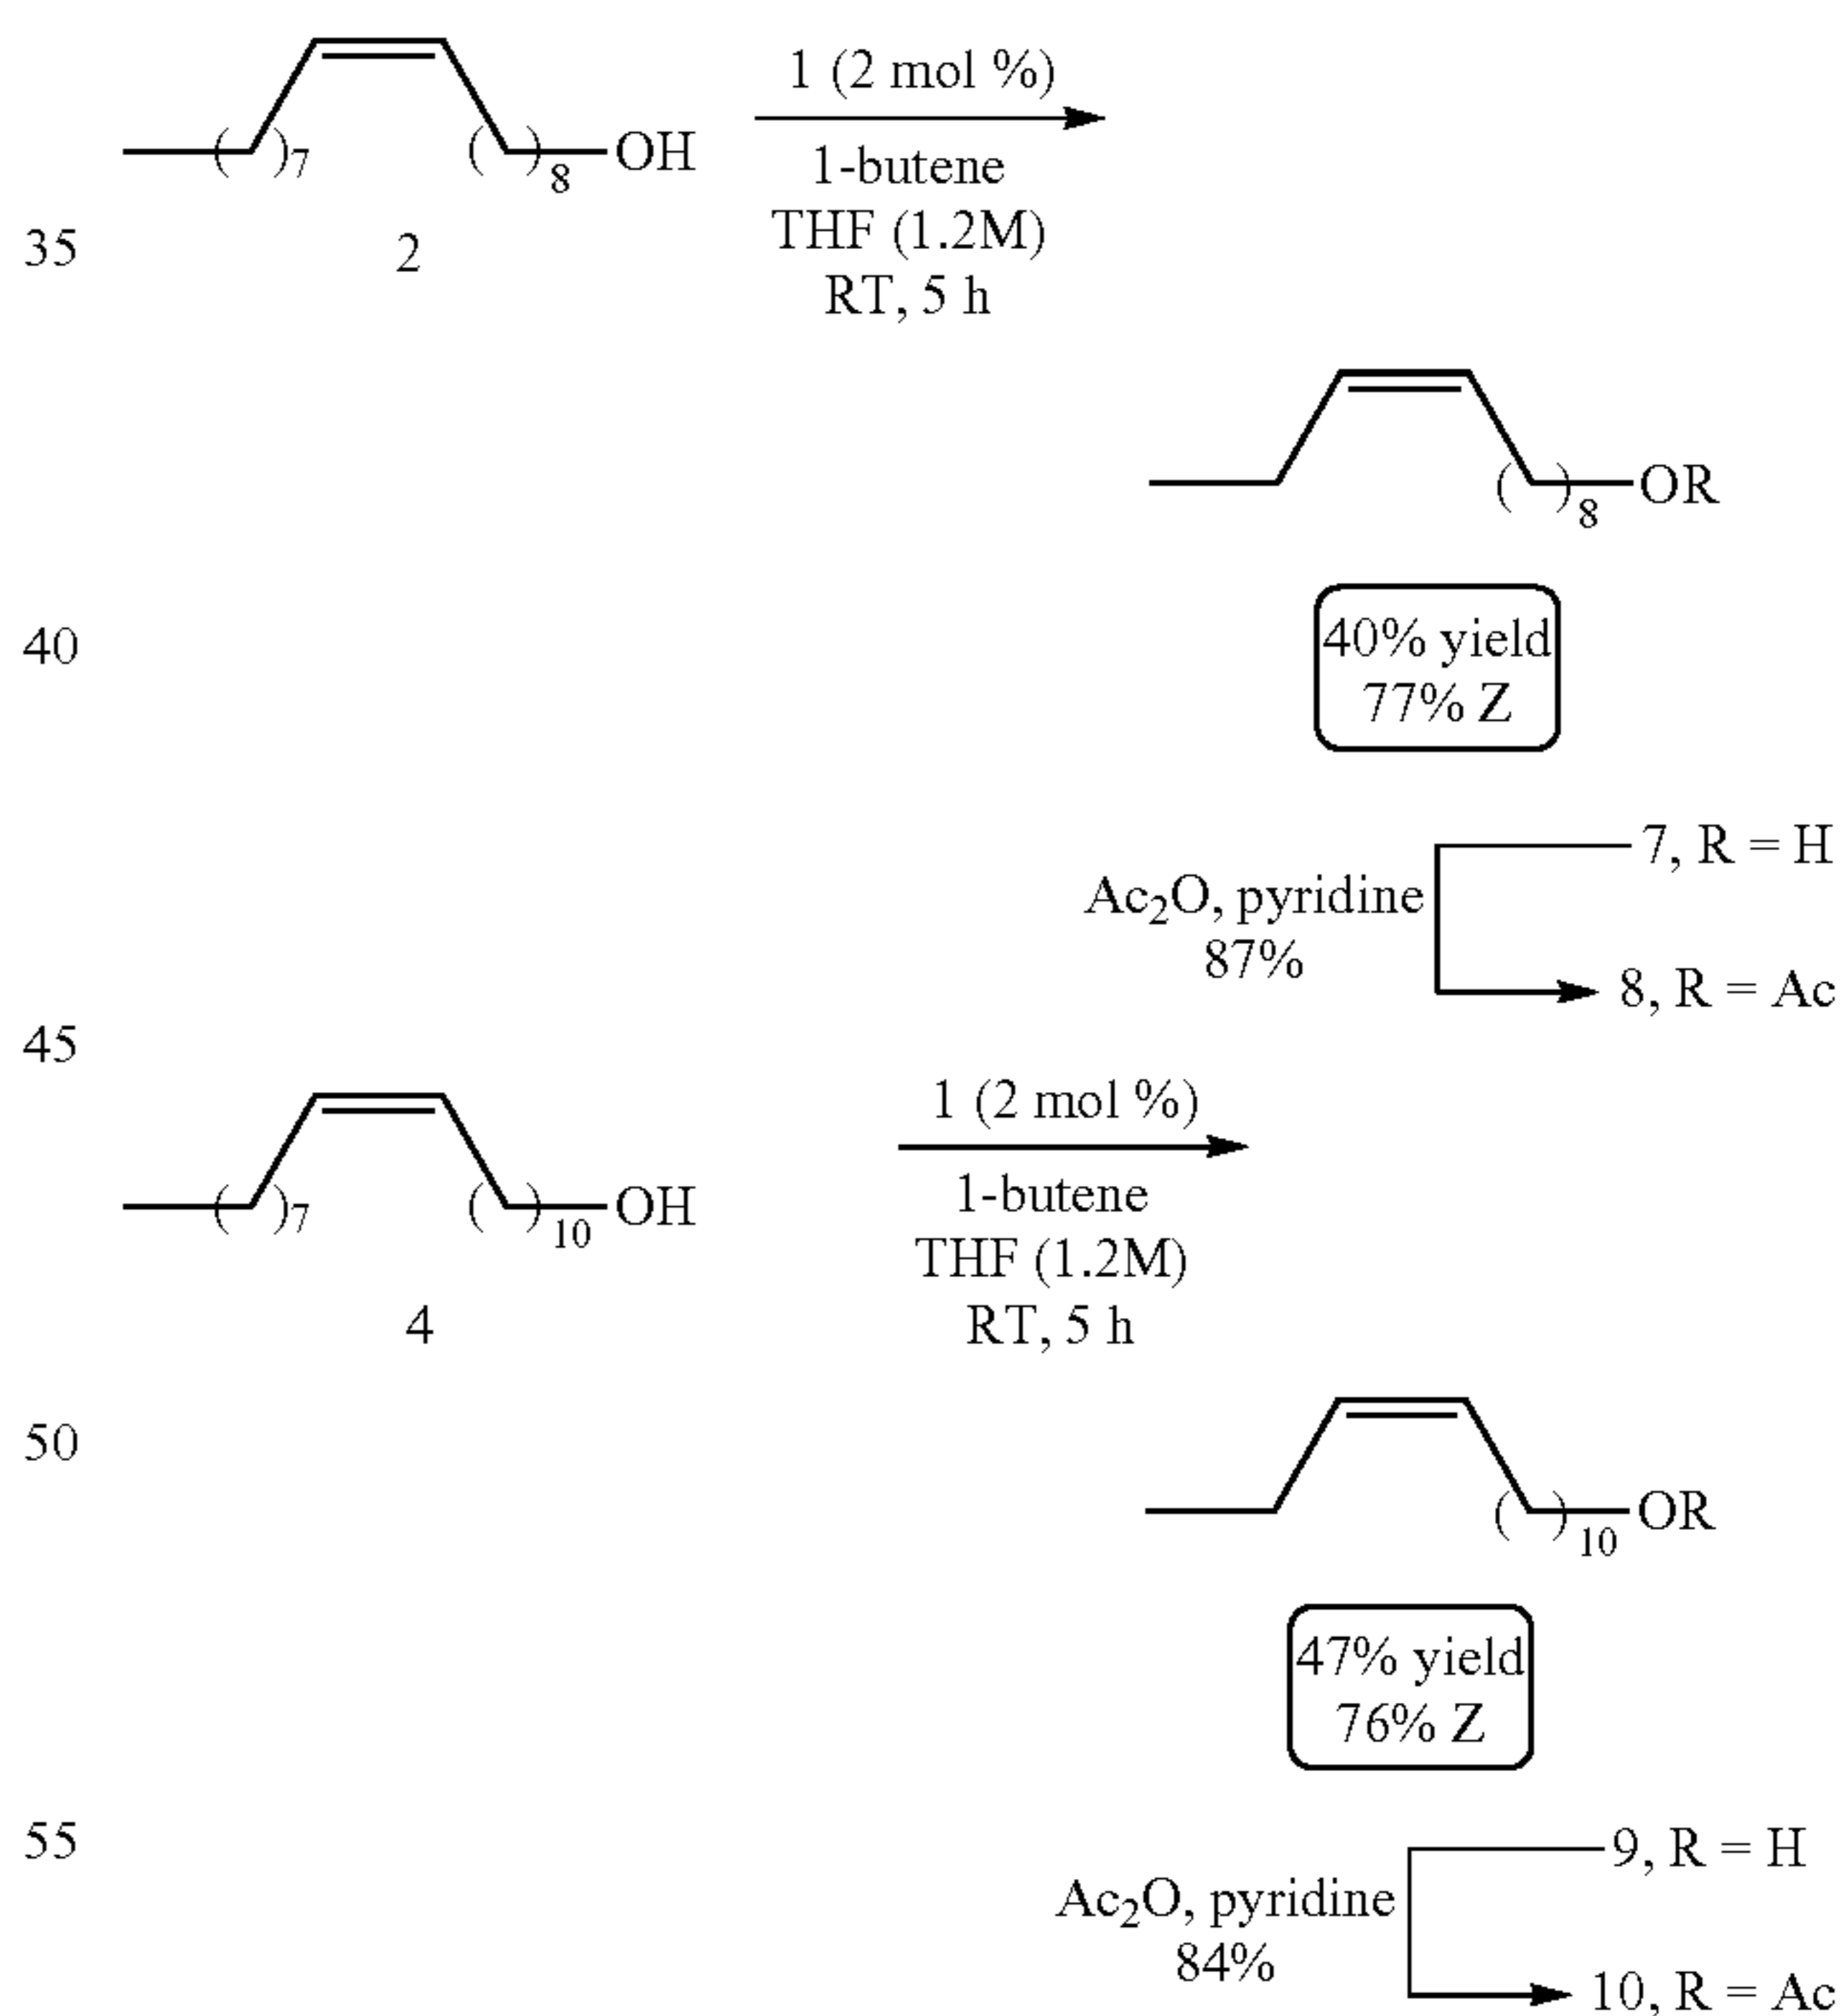 1 (2 mol %)
( )7 ( )8 OH
1-butene
THF (1.2M)
35 2
RT, 5 h
( )8 OR
40 40% yield
77% Z
7, R = H
Ac2O, pyridine
87%
8, R = Ac
45
1 (2 mol %)
( )7 ( )10 OH
1-butene
THF (1.2M)
4 RT, 5 h
50
( )10 OR
47% yield
76% Z
55 9, R = H
Ac2O, pyridine
84%
10, R = Ac